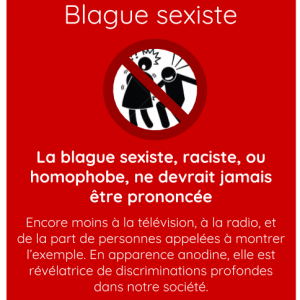 Blague sexiste
La blague sexiste, raciste, ou
homophobe, ne devrait jamais
être prononcée
Encore moins à la télévision, à la radio, et
de la part de personnes appelées à montrer
l'exemple. En apparence anodine, elle est
révélatrice de discriminations profondes
dans notre société.